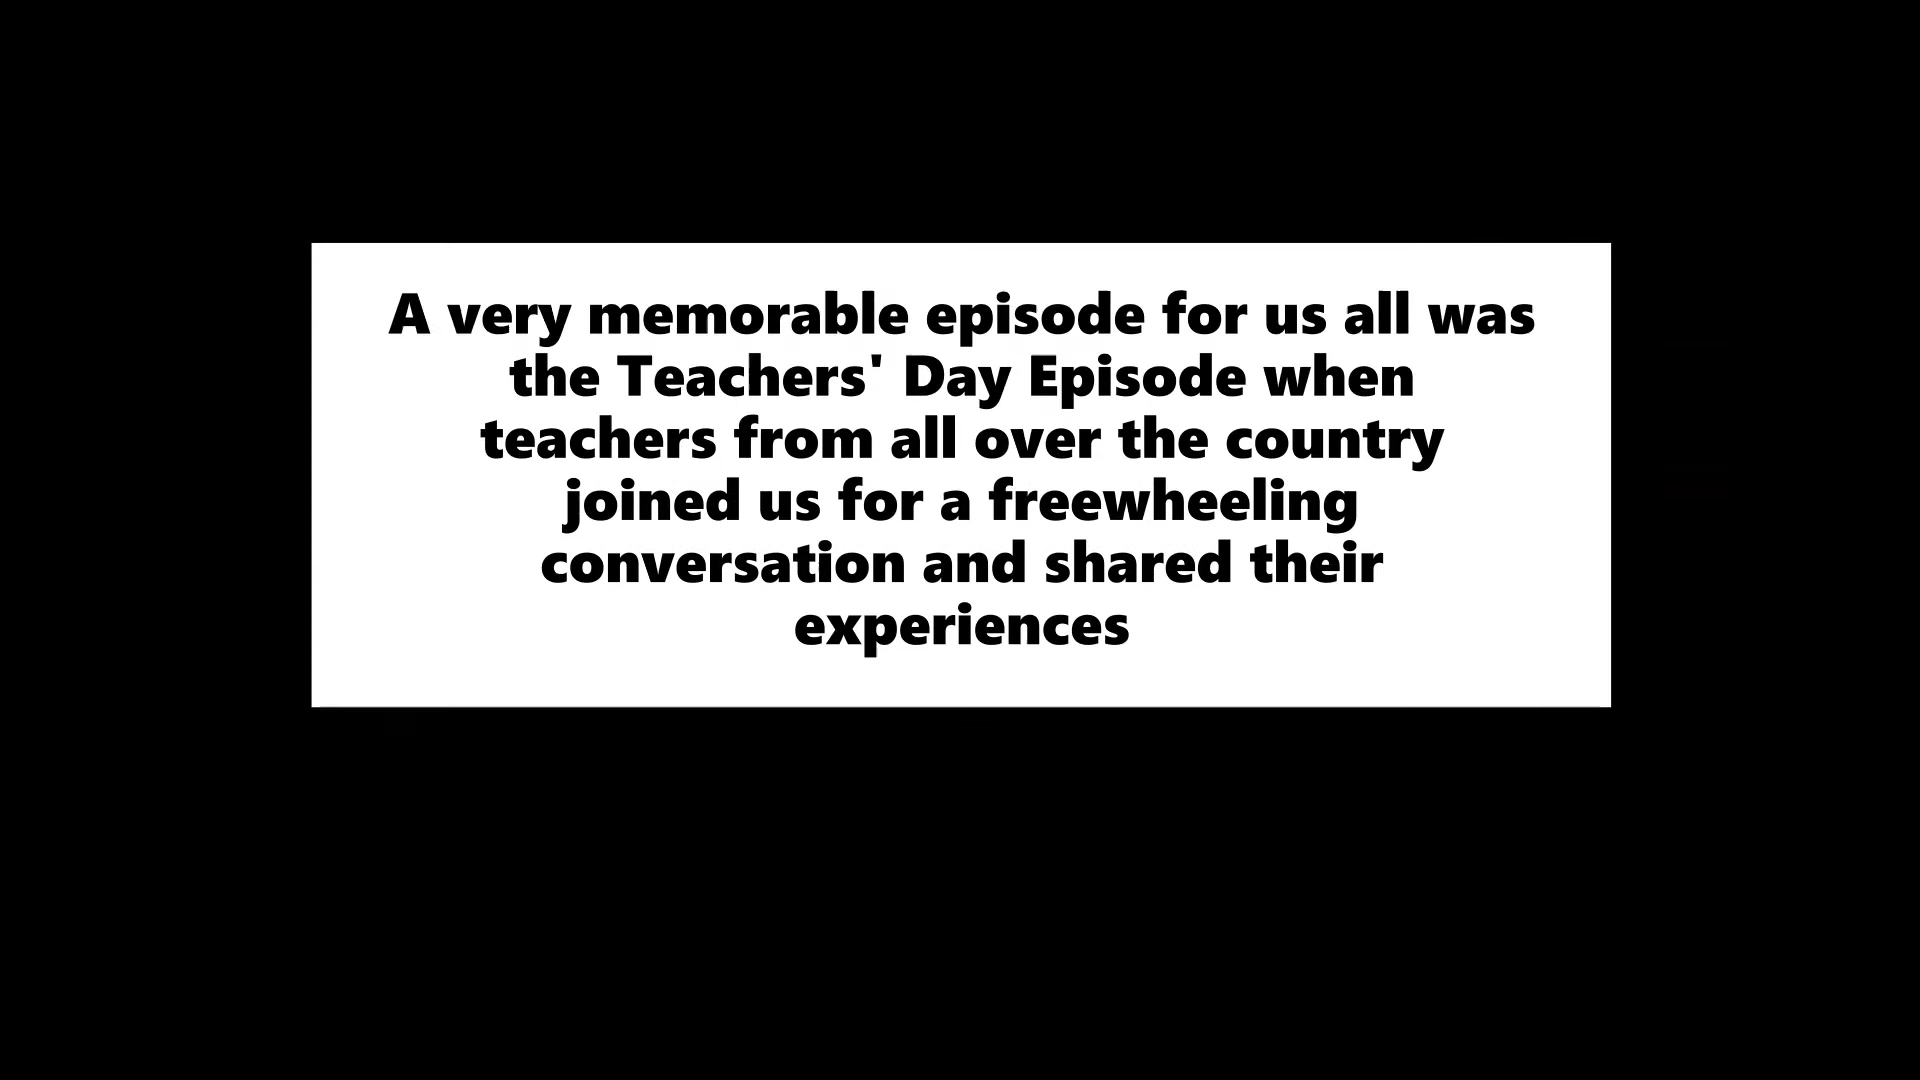 A very memorable episode for us all was
the Teachers' Day Episode when
teachers from all over the country
joined us for a freewheeling
conversation and shared their
experiences